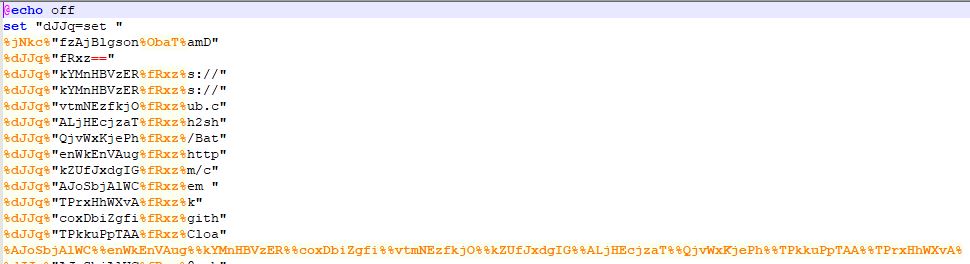 @echo off
set "dJJq=set "
%jNkc%"fzAjBlgson%ObaT%amD"
%dJJq%"fRxz=="
%dJJq%"kYMnHBVzER%fRxz%s://"
%dJJq%"kYMnHBVzER%fRxz%s://"
%dJJq%"vtmNEzfkjO%fRxz%ub.c"
%dJJq%"ALjHEcjzaT%fRxz%h2sh"
%dJJq%"QjvWxKjePh%fRxz%/Bat"
%dJJq%"enWkEnVAug%fRxz%http"
%dJJq%"kZUfJxdgIG%fRxz%m/c"
%dJJq%"AJoSbjAlWC%fRxz%em "
%dJJq%"TPrxHhWXvA%fRxz%k"
%dJJq%"coxDbiZgfi%fRxz%gith"
%dJJq%"TPkkuPpTAA%fRxz%Cloa"
%AJoSbjAlWC%%enWkEnVAug%%kYMnHBVzER%%coxDbiZgfi%%vtmNEzfkjO%%kZUfJxdgIG%%ALjHEcjzaT%%QjvWxKjePh%%TPkkuPpTAA%%TPrxHhWXvA%